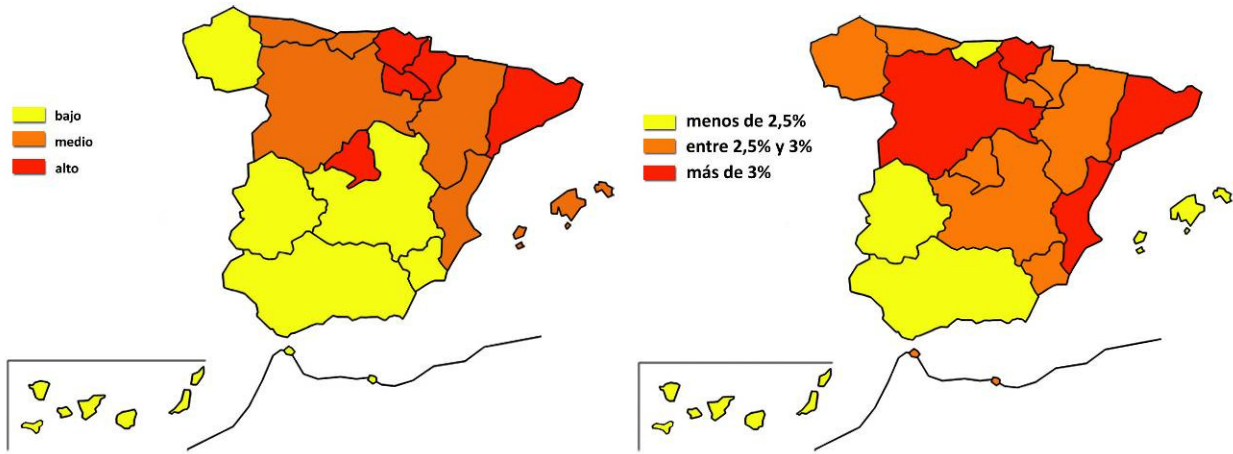 bajo
medio
alto
menos de 2,5%
entre 2,5% y 3%
más de 3%